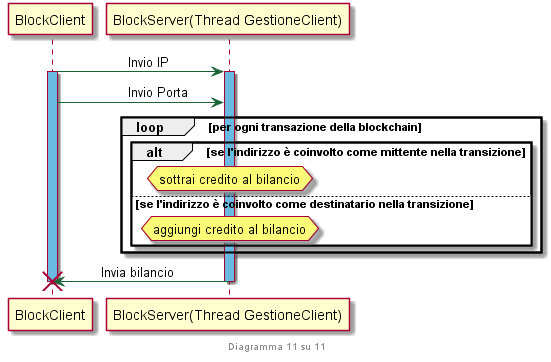 BlockClient
BlockServer(Thread GestioneClient)
Invio IP
Invio Porta
loop
[per ogni transazione della blockchain]
alt
[se l'indirizzo è coinvolto come mittente nella transizione]
sottrai credito al bilancio
[se l'indirizzo è coinvolto come destinatario nella transizione]
aggiungi credito al bilancio
Invia bilancio
BlockClient
BlockServer(Thread GestioneClient)
Diagramma 11 su 11